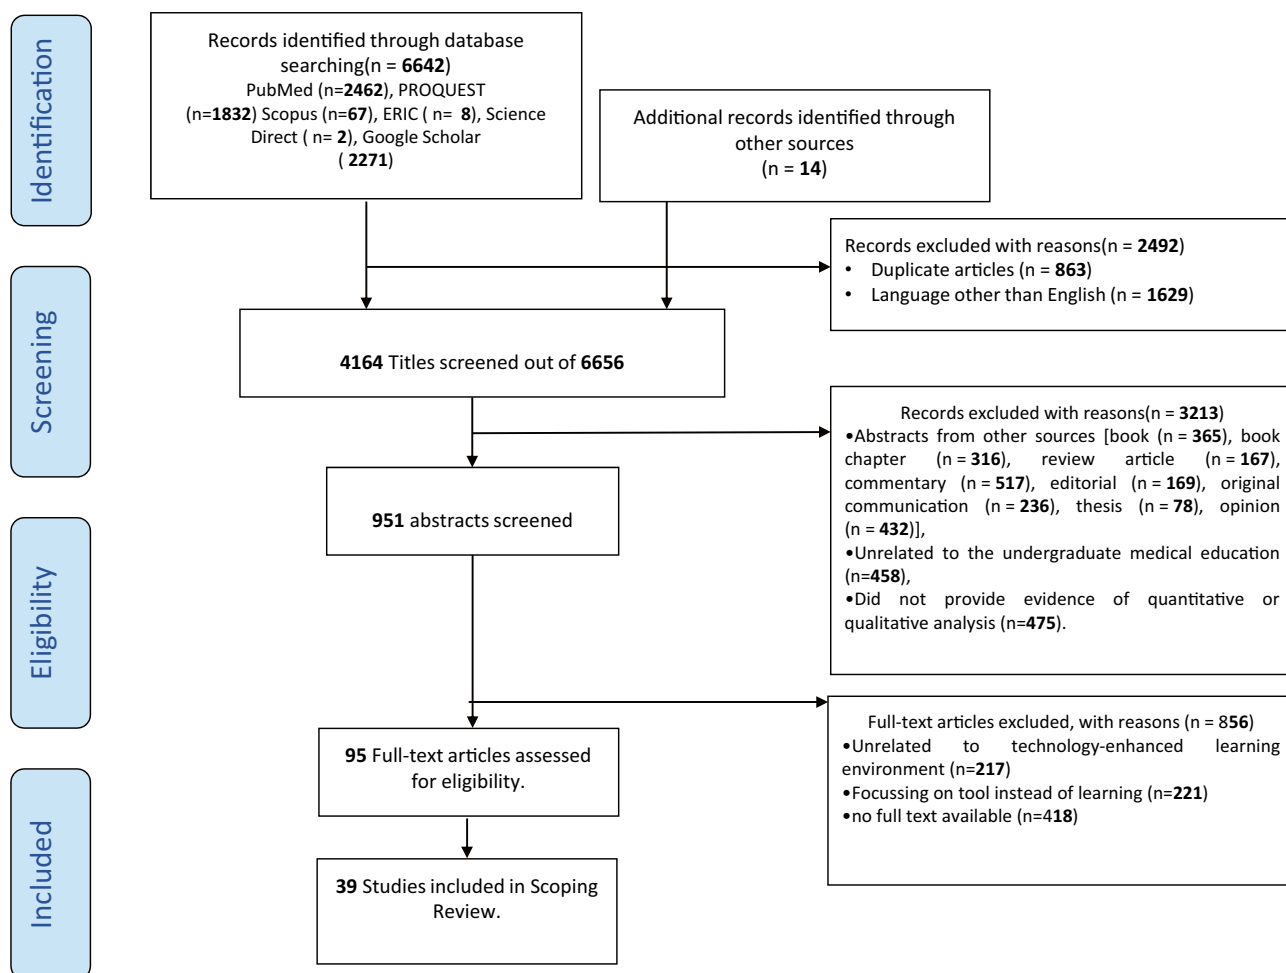 Identification
Records identified through database
searching(n = 6642)
PubMed (n=2462), PROQUEST
(n=1832) Scopus (n=67), ERIC ( n= 8), Science
Direct ( n= 2), Google Scholar
( 2271)
Additional records identified through
other sources
(n = 14)
Records excluded with reasons(n = 2492)
• Duplicate articles (n = 863)
• Language other than English (n = 1629)
Screening
4164 Titles screened out of 6656
Records excluded with reasons(n = 3213)
•Abstracts from other sources [book (n = 365), book
chapter (n = 316), review article (n = 167),
commentary (n = 517), editorial (n = 169), original
communication (n = 236), thesis (n = 78), opinion
(n = 432)],
•Unrelated to the undergraduate medical education
(n=458),
•Did not provide evidence of quantitative or
qualitative analysis (n=475).
951 abstracts screened
Eligibility
Full-text articles excluded, with reasons (n = 856)
•Unrelated to technology-enhanced learning
environment (n=217)
•Focussing on tool instead of learning (n=221)
•no full text available (n=418)
95 Full-text articles assessed
for eligibility.
Included
39 Studies included in Scoping
Review.